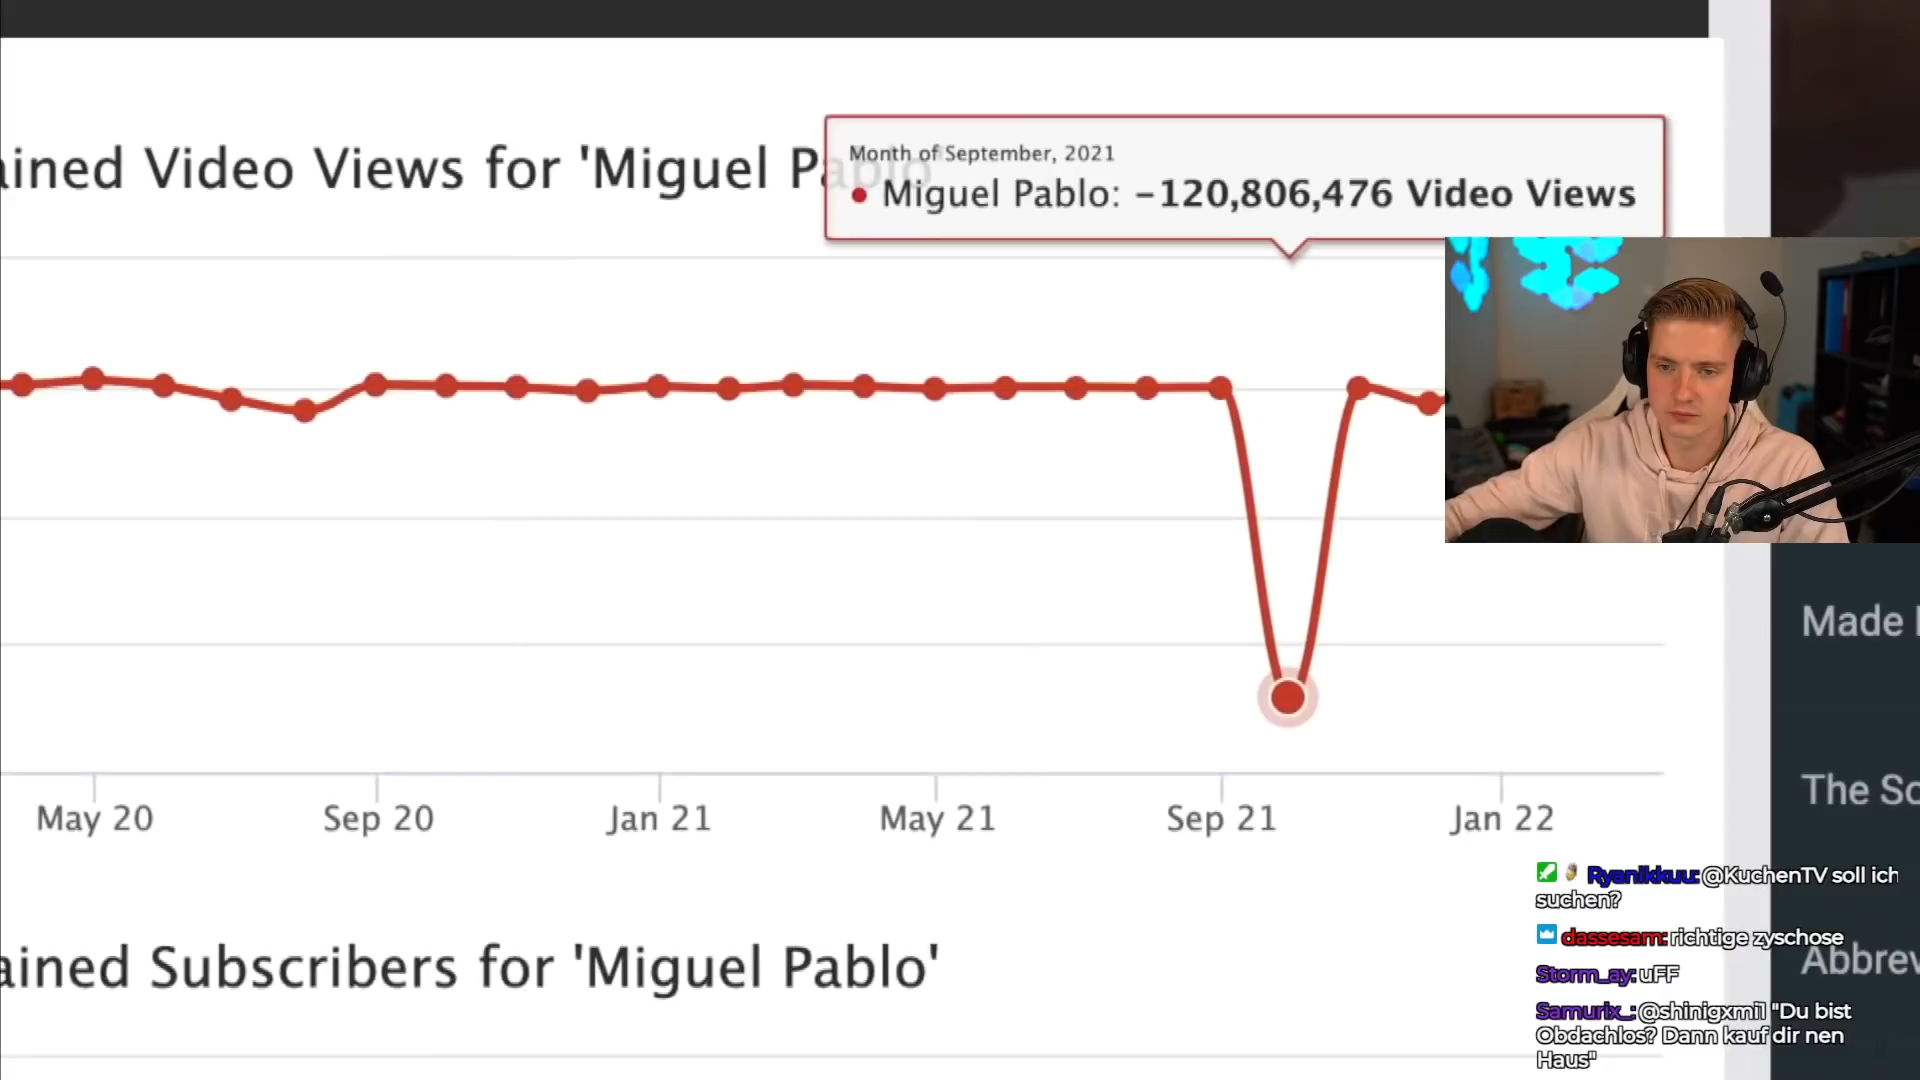 ained Video Views for 'Miguel Pablo'
Month of September, 2021
Miguel Pablo: -120,806,476 Video Views
May 20
Sep 20
Jan 21
May 21
Sep 21
Jan 22
ained Subscribers for 'Miguel Pablo'
Made
The Sc
Abbrev
Ryanikkuu: @KuchenTV soll ich
suchen?
dassesam: richtige zyschose
Storm_ay: uFF
Samurix_: @shinigxmi1 "Du bist
Obdachlos? Dann kauf dir nen
Haus"